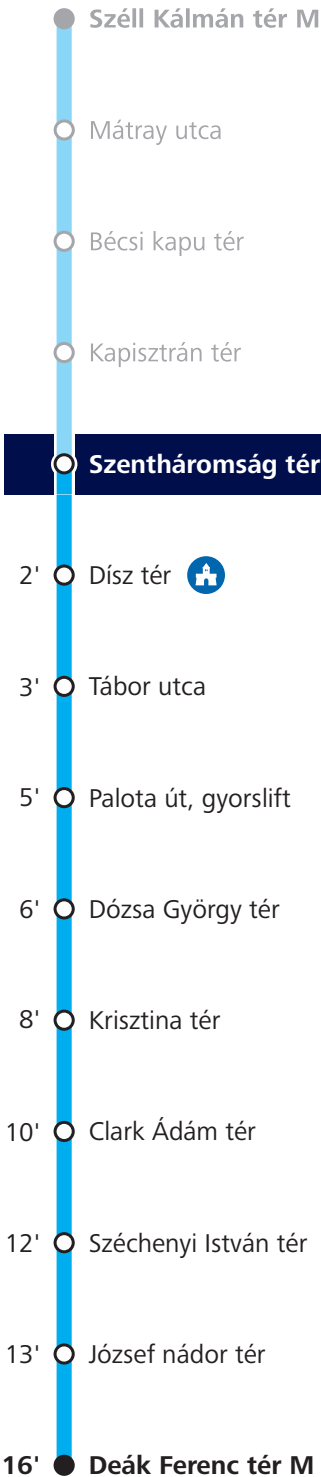 Széll Kálmán tér M
Mátray utca
Bécsi kapu tér
Kapisztrán tér
Szentháromság tér
2' Dísz tér
3' Tábor utca
5' Palota út, gyorslift
6' Dózsa György tér
8' Krisztina tér
10' Clark Ádám tér
12' Széchenyi István tér
13' József nádor tér
16' Deák Ferenc tér M